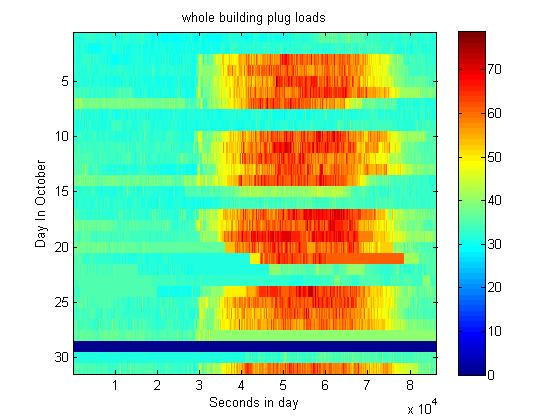 whole building plug loads
Day In October
5
10
15
20
25
30
1 2 3 4 5 6 7 8
x 10^4
Seconds in day
70
60
50
40
30
20
10
0